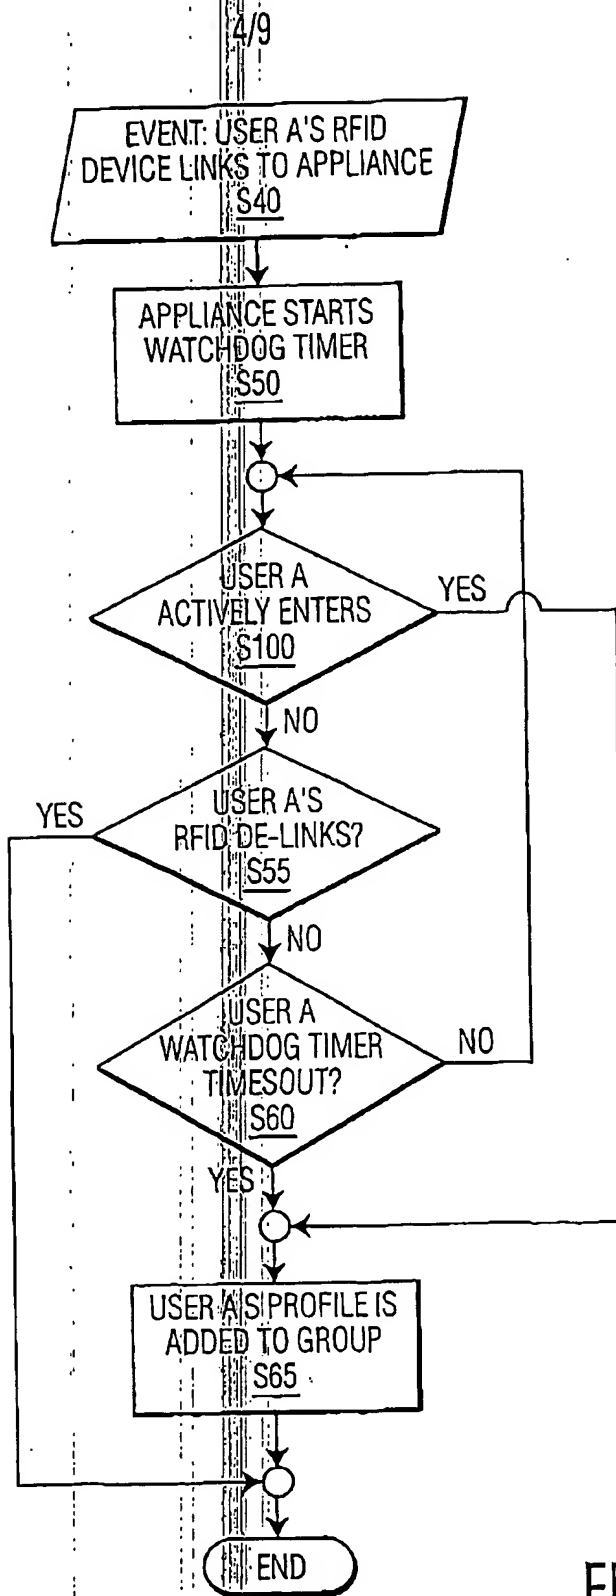 4/9
EVENT: USER A'S RFID
DEVICE LINKS TO APPLIANCE
S40
APPLIANCE STARTS
WATCHDOG TIMER
S50
USER A
ACTIVELY ENTERS
S100
YES
NO
USER A'S
RFID DE-LINKS?
S55
YES
NO
USER A
WATCHDOG TIMER
TIMESOUT?
S60
NO
YES
USER A'S PROFILE IS
ADDED TO GROUP
S65
END